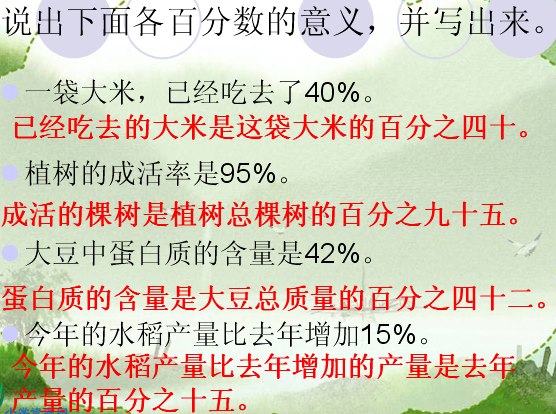 说出下面各百分数的意义，并写出来。
一袋大米，已经吃去了40%。
已经吃去的大米是这袋大米的百分之四十。
植树的成活率是95%。
成活的棵树是植树总棵树的百分之九十五。
大豆中蛋白质的含量是42%。
蛋白质的含量是大豆总质量的百分之四十二。
今年的水稻产量比去年增加15%。
今年的水稻产量比去年增加的产量是去年
产量的百分之十五。